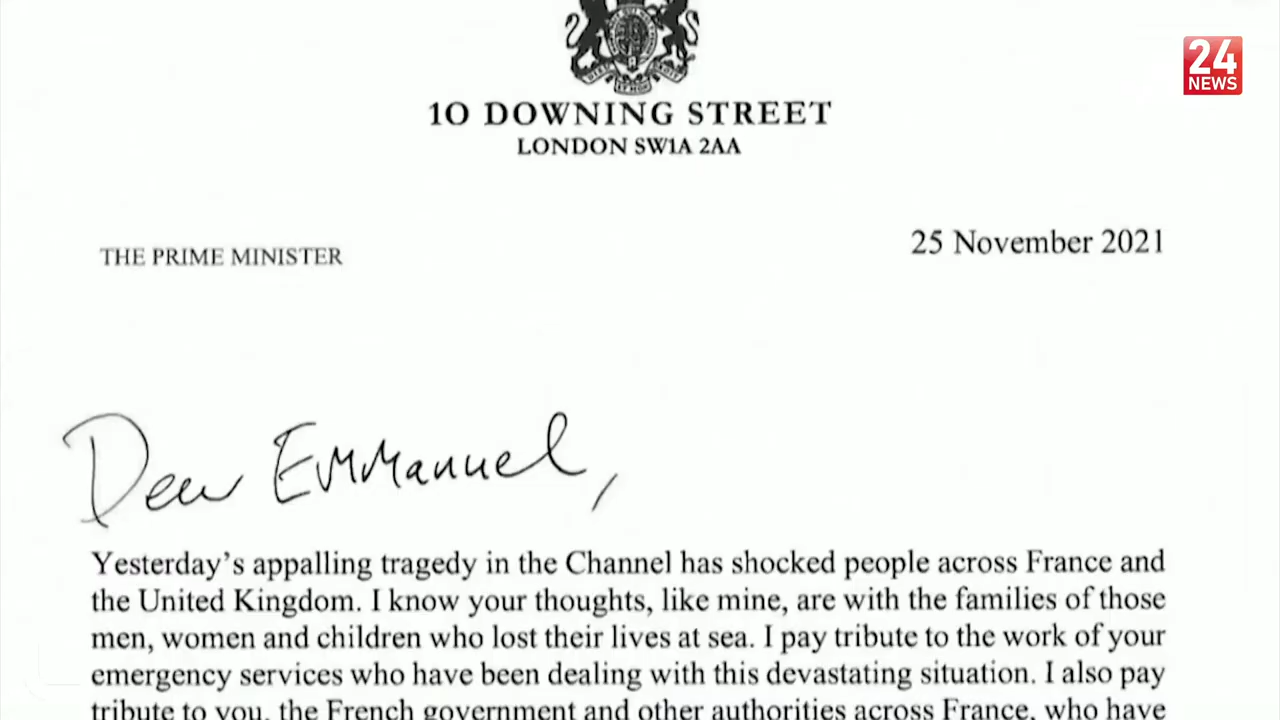 24
NEWS
10 DOWNING STREET
LONDON SW1A 2AA
THE PRIME MINISTER
25 November 2021
Dear Emmanuel,
Yesterday’s appalling tragedy in the Channel has shocked people across France and
the United Kingdom. I know your thoughts, like mine, are with the families of those
men, women and children who lost their lives at sea. I pay tribute to the work of your
emergency services who have been dealing with this devastating situation. I also pay
tribute to you, the French government and other authorities across France, who have